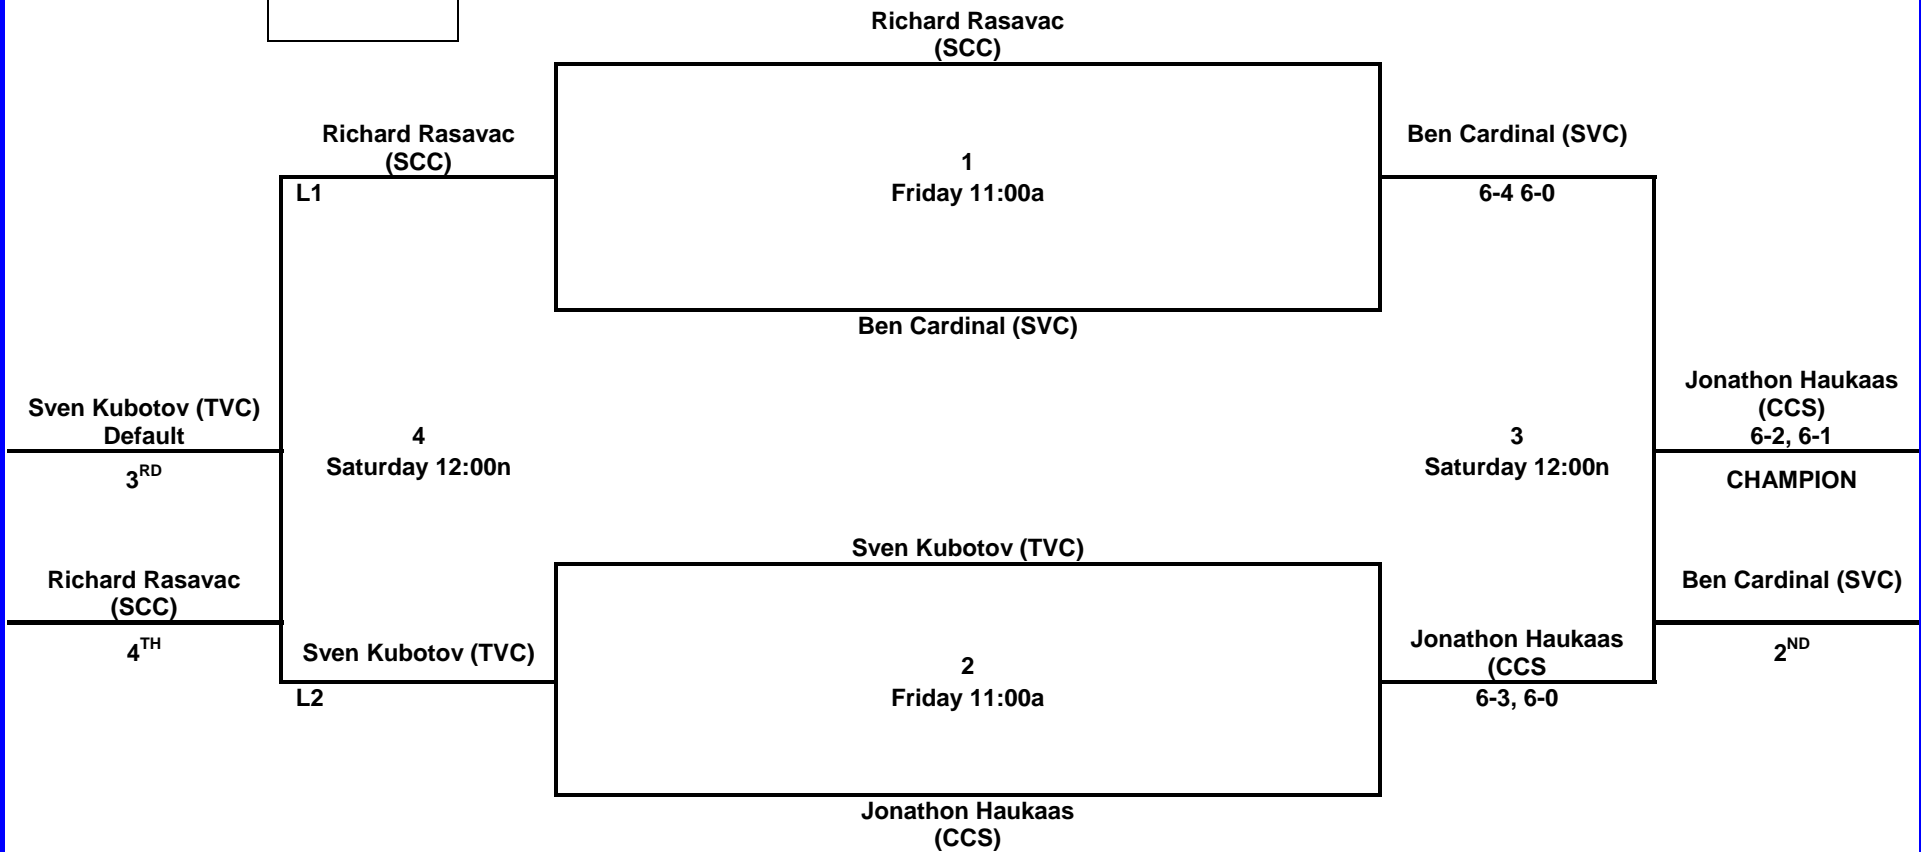 Richard Rasavac
(SCC)
Richard Rasavac
(SCC)
L1
1
Friday 11:00a
Ben Cardinal (SVC)
6-4 6-0
Ben Cardinal (SVC)
Sven Kubotov (TVC)
Default
3RD
4
Saturday 12:00n
3
Saturday 12:00n
Jonathon Haukaas
(CCS)
6-2, 6-1
CHAMPION
Sven Kubotov (TVC)
Richard Rasavac
(SCC)
4TH
Ben Cardinal (SVC)
2ND
Sven Kubotov (TVC)
L2
2
Friday 11:00a
Jonathon Haukaas
(CCS
6-3, 6-0
Jonathon Haukaas
(CCS)